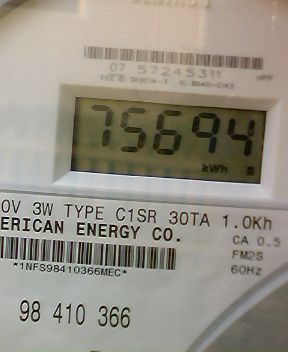 07 57245311
75694
kWh
0V 3W TYPE C1SR 30TA 1.0Kh
ERICAN ENERGY CO. CA 0.5
*1NFS98410366MEC* FM2S
60Hz
98 410 366